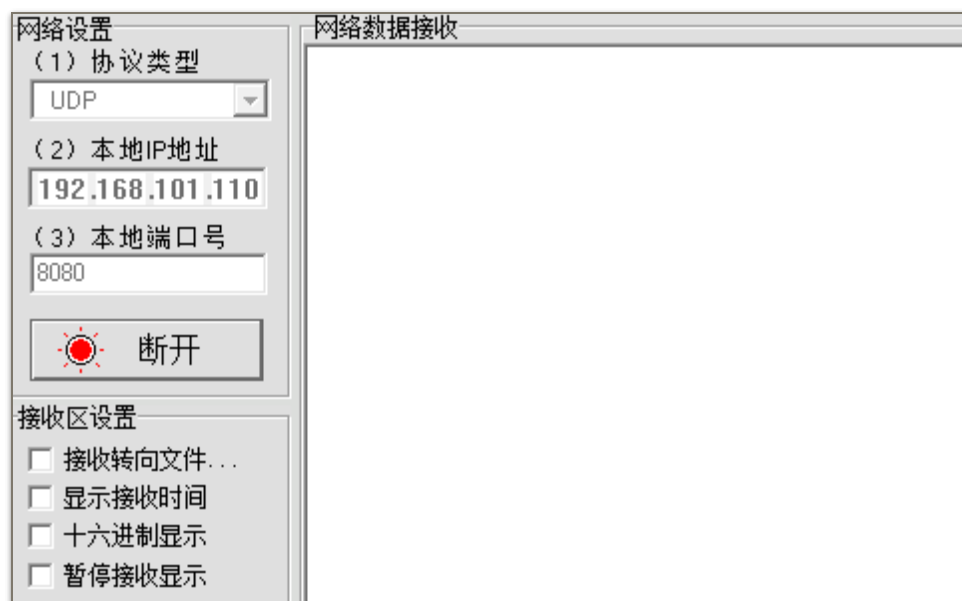 网络设置
（1）协议类型
UDP
（2）本地IP地址
192.168.101.110
（3）本地端口号
8080
断开
接收区设置
接收转向文件...
显示接收时间
十六进制显示
暂停接收显示
网络数据接收